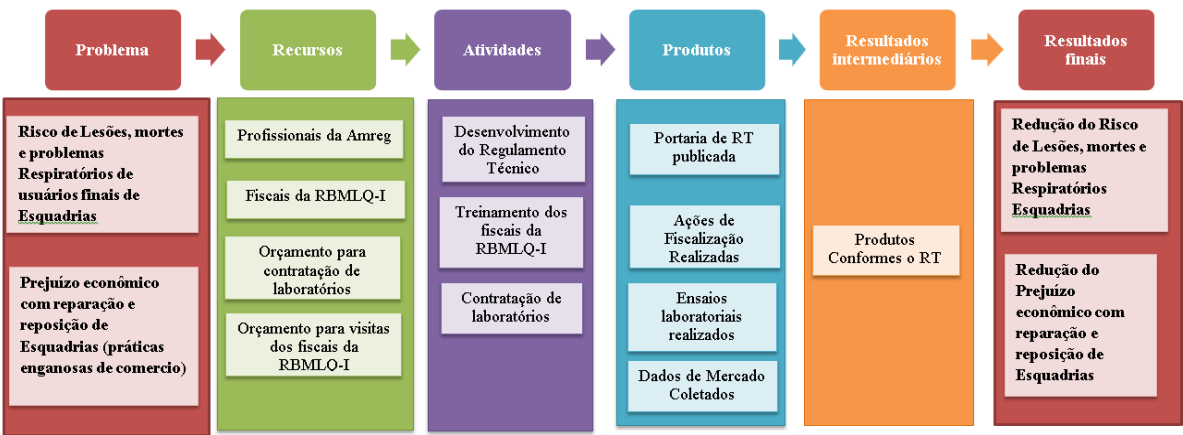 Problema
Recursos
Atividades
Produtos
Resultados
intermediários
Resultados
finais
Risco de Lesões, mortes
e problemas
Respiratórios de
usuários finais de
Esquadrias
Prejuízo econômico
com reparação e
reposição de
Esquadrias (práticas
enganosas de comercio)
Profissionais da Amreg
Fiscais da RBMLQ-I
Orçamento para
contratação de
laboratórios
Orçamento para visitas
dos fiscais da
RBMLQ-I
Desenvolvimento
do Regulamento
Técnico
Treinamento dos
fiscais da
RBMLQ-I
Contratação de
laboratórios
Portaria de RT
publicada
Ações de
Fiscalização
Realizadas
Ensaios
laboratoriais
realizados
Dados de Mercado
Coletados
Produtos
Conformes o RT
Redução do Risco
de Lesões, mortes e
problemas
Respiratórios
Esquadrias
Redução do
Prejuízo
econômico com
reparação e
reposição de
Esquadrias